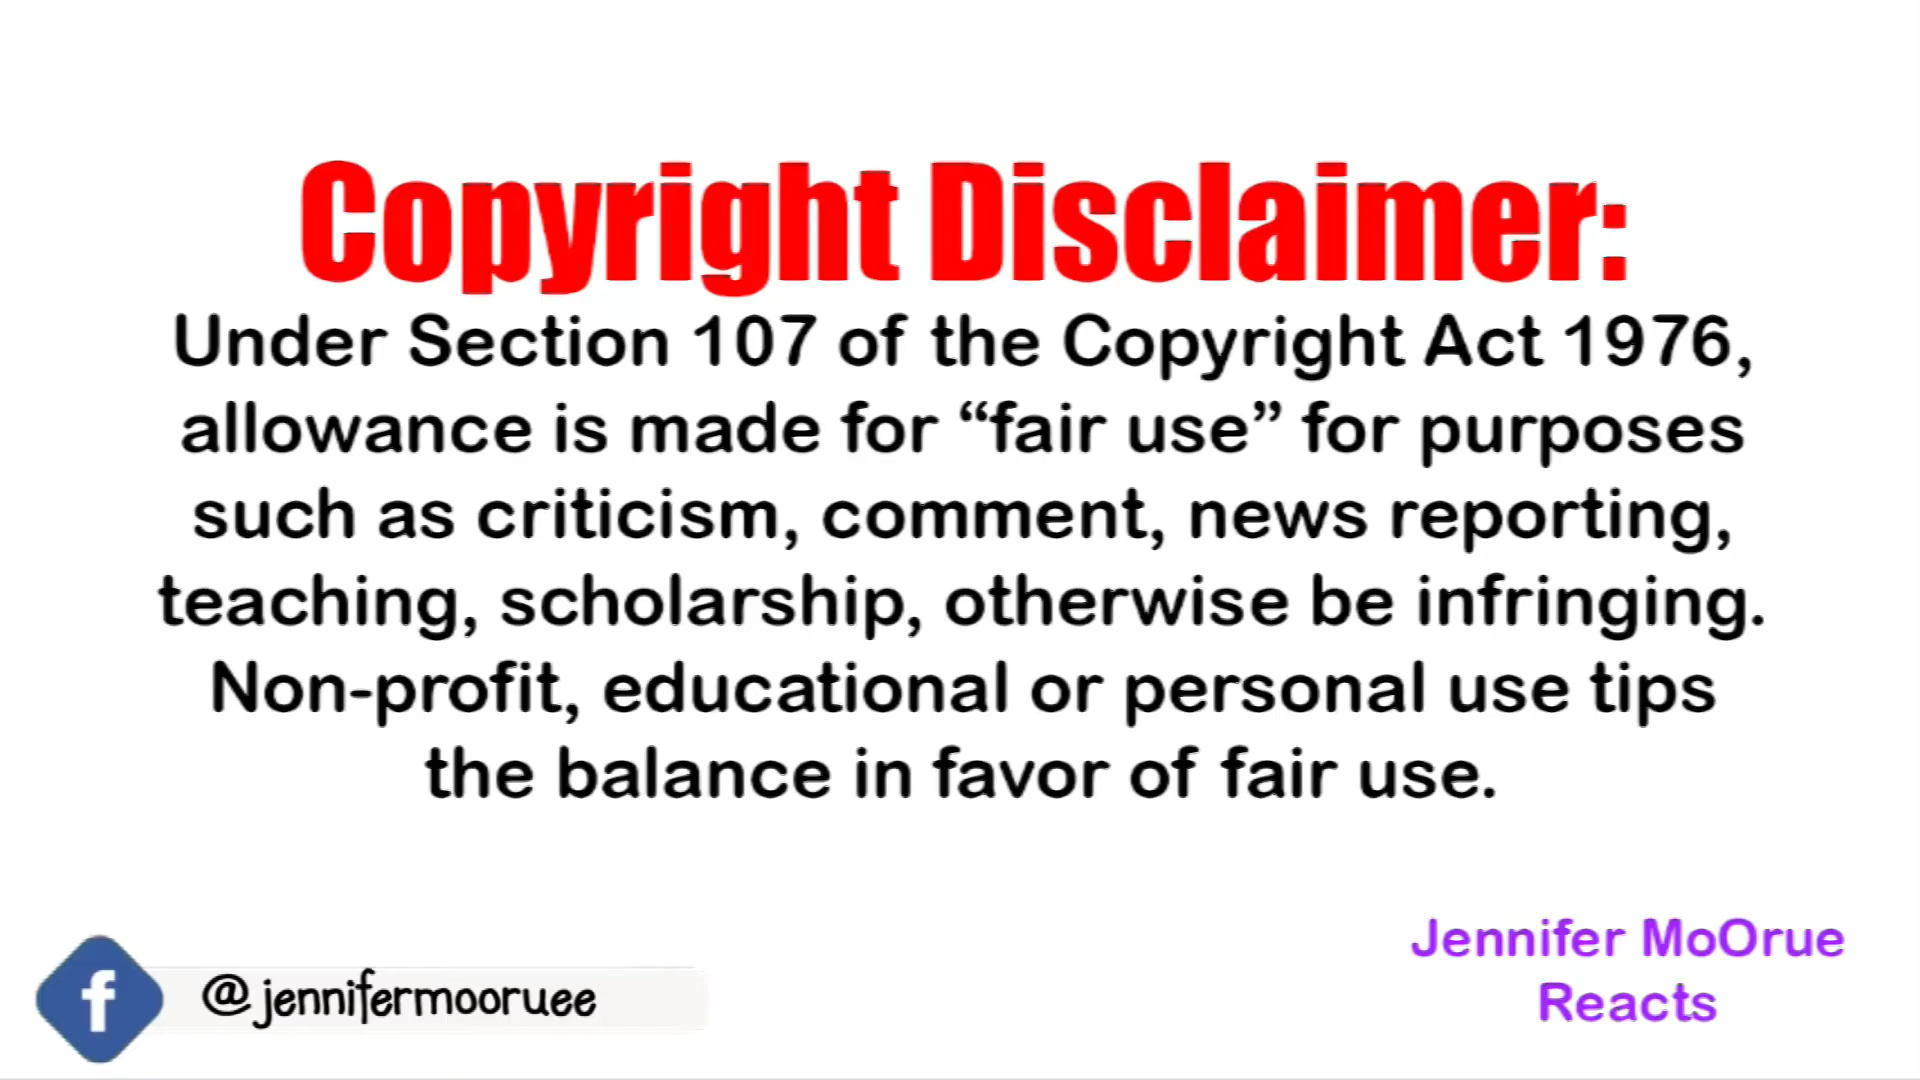 Copyright Disclaimer:
Under Section 107 of the Copyright Act 1976,
allowance is made for “fair use” for purposes
such as criticism, comment, news reporting,
teaching, scholarship, otherwise be infringing.
Non-profit, educational or personal use tips
the balance in favor of fair use.
f @jennifermooruee
Jennifer MoOrue
Reacts